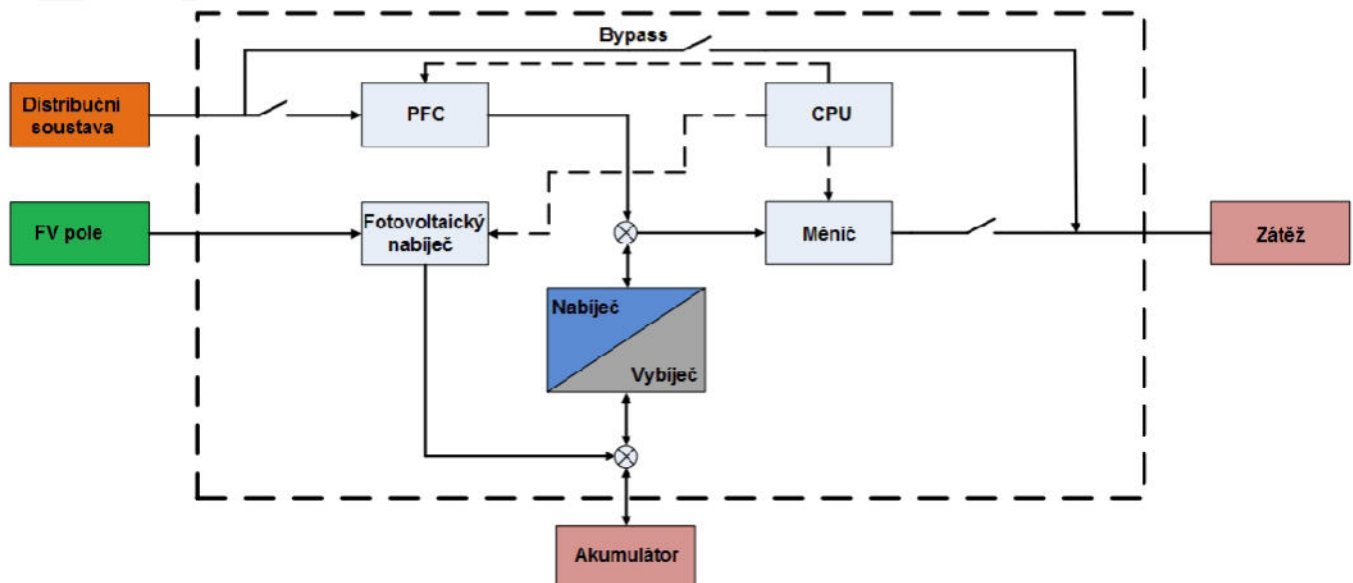 Bypass
Distribuční
soustava
PFC
CPU
FV pole
Fotovoltaický
nabíječ
Měnič
Zátěž
Nabíječ
Vybíječ
Akumulátor